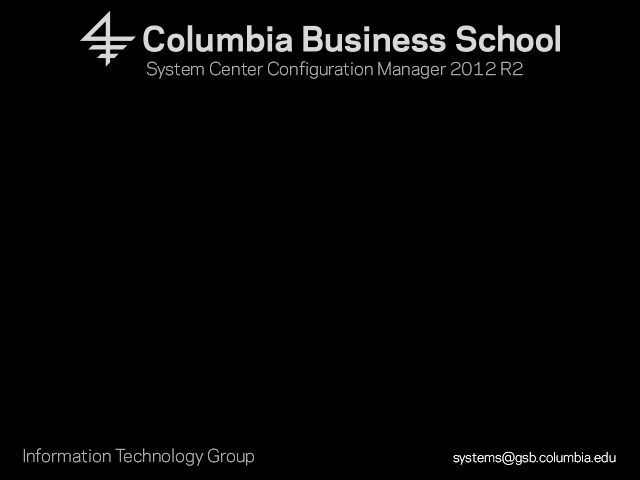 Columbia Business School
System Center Configuration Manager 2012 R2
Information Technology Group
systems@gsb.columbia.edu